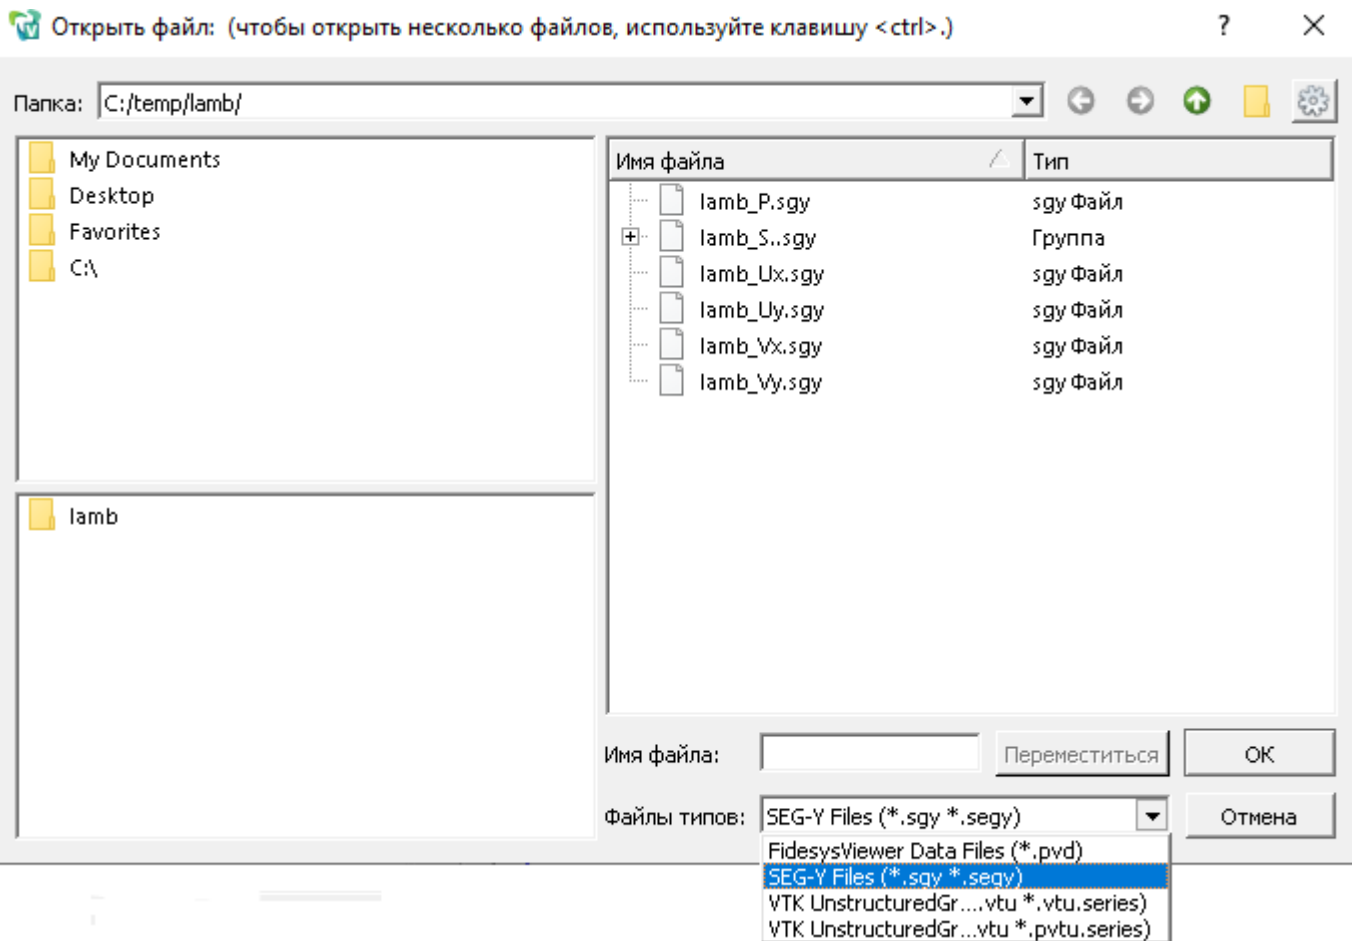 Открыть файл: (чтобы открыть несколько файлов, используйте клавишу <ctrl>.)
Папка: C:/temp/lamb/
My Documents
Desktop
Favorites
C:\
lamb
Имя файла Тип
lamb_P.sgy sgy Файл
lamb_S..sgy Группа
lamb_Ux.sgy sgy Файл
lamb_Uy.sgy sgy Файл
lamb_Vx.sgy sgy Файл
lamb_Vy.sgy sgy Файл
Имя файла: Переместиться OK
Файлы типов: SEG-Y Files (*.sgy *.segy) Отмена
FidesysViewer Data Files (*.pvd)
SEG-Y Files (*.sgy *.segy)
VTK UnstructuredGr....vtu *.vtu.series)
VTK UnstructuredGr...vtu *.pvtu.series)